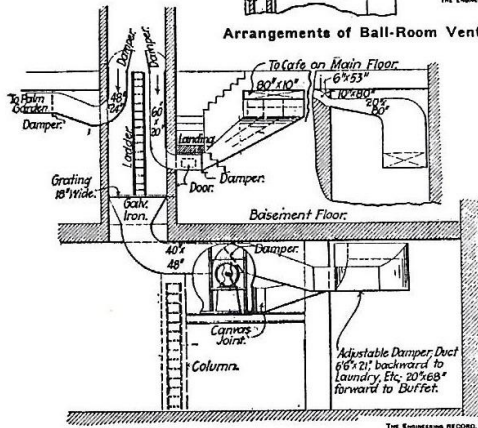 Arrangements of Ball-Room Vent
Damper.
Damper.
To Cafe on Main Floor.
80"x10"
6"x53"
10"x80"
20"x
80"
To Palm
Garden.
Damper.
48"x
24"
Ladder
60"
x
20"
Landing
Damper.
Door.
Grating
18" Wide.
Galv.
Iron.
Basement Floor.
40"x
48"
Damper.
Canvas
Joint.
Column.
Adjustable Damper, Duct
6'6"x21", backward to
Laundry, Etc; 20"x68"
forward to Buffet.
THE ENGINEERING RECORD.